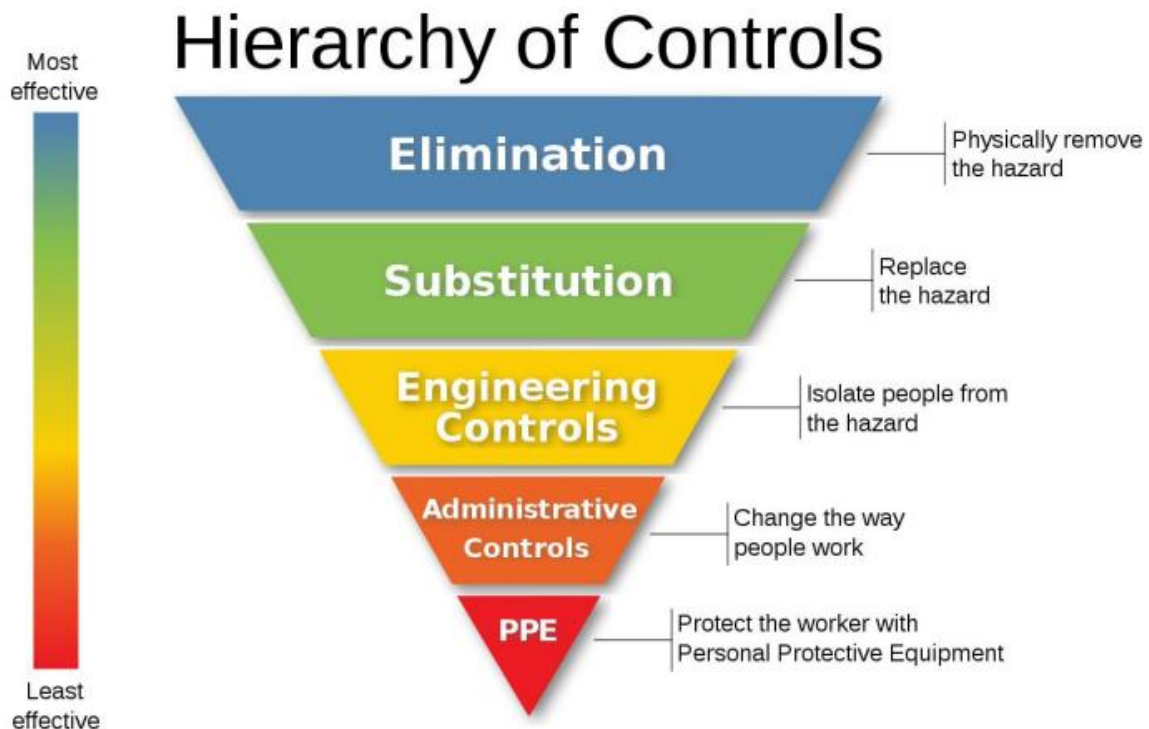 Hierarchy of Controls
Most
effective
Elimination
Physically remove
the hazard
Substitution
Replace
the hazard
Engineering
Controls
Isolate people from
the hazard
Administrative
Controls
Change the way
people work
PPE
Protect the worker with
Personal Protective Equipment
Least
effective